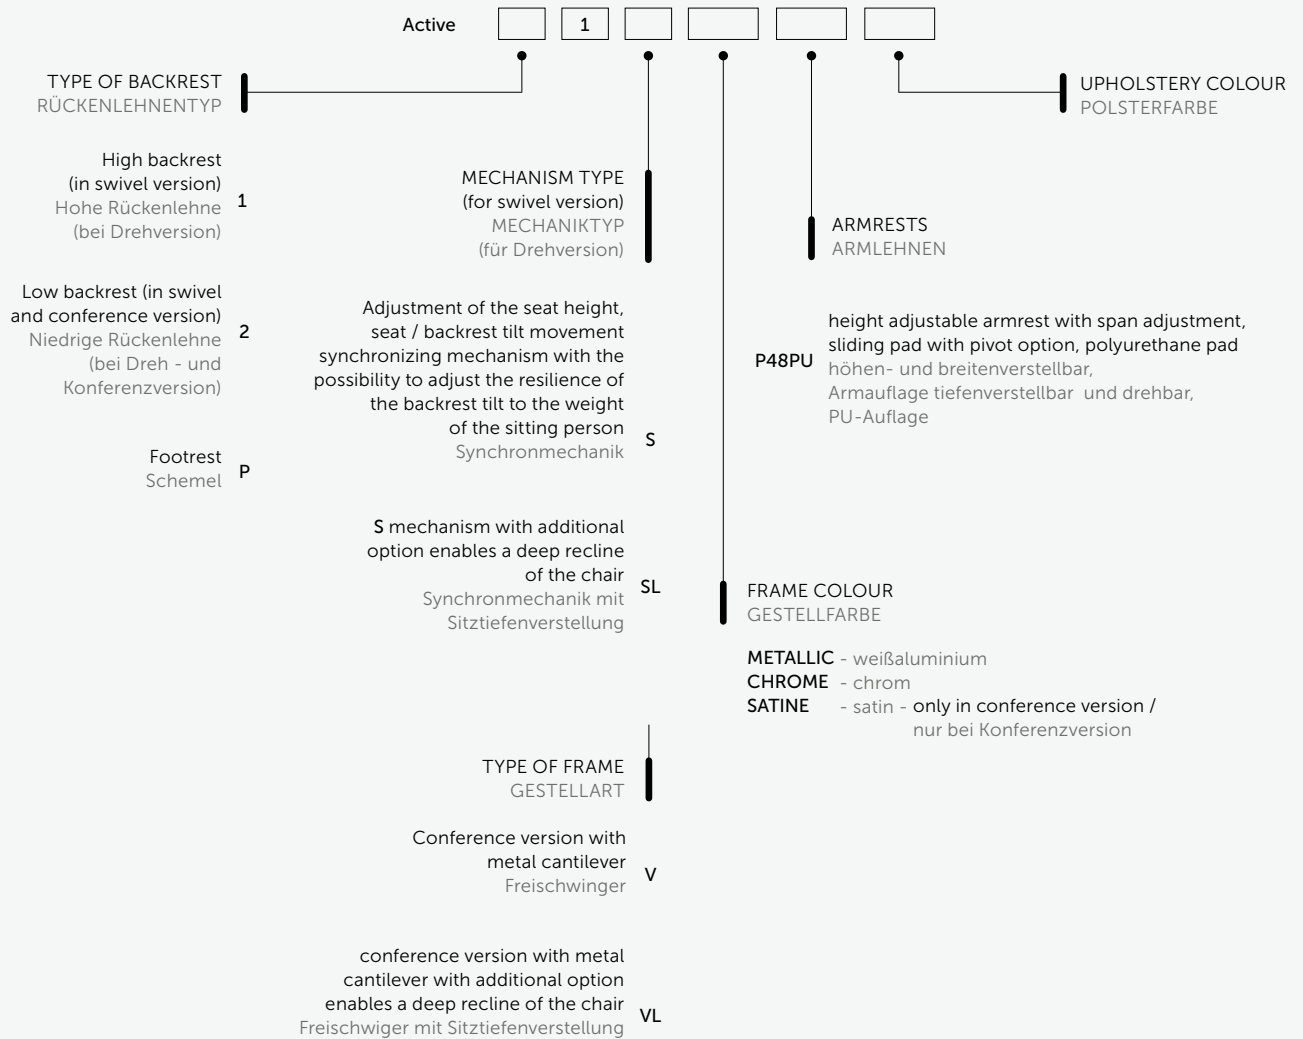 Active 1
TYPE OF BACKREST
RÜCKENLEHNENTYP
High backrest
(in swivel version)
1
Hohe Rückenlehne
(bei Drehversion)
Low backrest (in swivel
and conference version)
2
Niedrige Rückenlehne
(bei Dreh - und
Konferenzversion)
Footrest
P
Schemel
MECHANISM TYPE
(for swivel version)
MECHANIKTYP
(für Drehversion)
Adjustment of the seat height,
seat / backrest tilt movement
synchronizing mechanism with the
possibility to adjust the resilience of
the backrest tilt to the weight
of the sitting person
S
Synchronmechanik
S mechanism with additional
option enables a deep recline
of the chair
SL
Synchronmechanik mit
Sitztiefenverstellung
TYPE OF FRAME
GESTELLART
Conference version with
metal cantilever
V
Freischwinger
conference version with metal
cantilever with additional option
enables a deep recline of the chair
VL
Freischwiger mit Sitztiefenverstellung
FRAME COLOUR
GESTELLFARBE
METALLIC - weißaluminium
CHROME - chrom
SATINE - satin - only in conference version /
nur bei Konferenzversion
ARMRESTS
ARMLEHNEN
P48PU
height adjustable armrest with span adjustment,
sliding pad with pivot option, polyurethane pad
höhen- und breitenverstellbar,
Armauflage tiefenverstellbar und drehbar,
PU-Auflage
UPHOLSTERY COLOUR
POLSTERFARBE